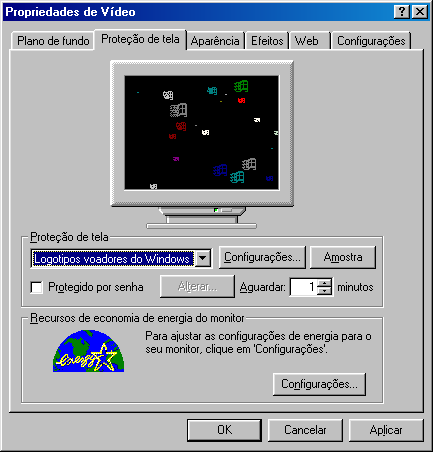 Propriedades de Vídeo
Plano de fundo Proteção de tela Aparência Efeitos Web Configurações
Proteção de tela
Logotipos voadores do Windows Configurações... Amostra
Protegido por senha Alterar... Aguardar: 1 minutos
Recursos de economia de energia do monitor
Para ajustar as configurações de energia para o
seu monitor, clique em 'Configurações'.
energy
Configurações...
OK Cancelar Aplicar